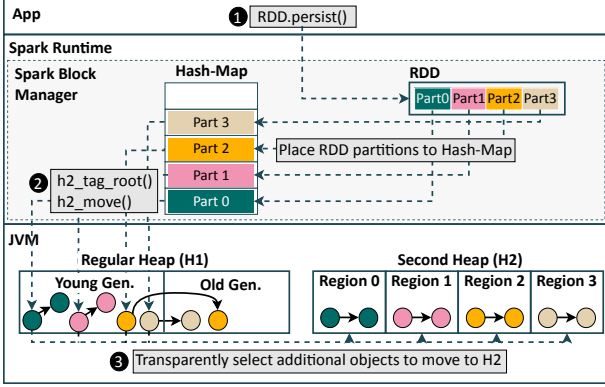 App
1 RDD.persist()
Spark Runtime
Spark Block
Manager
Hash-Map
RDD
Part0 Part1 Part2 Part3
Part 3
Part 2
Place RDD partitions to Hash-Map
2 h2_tag_root()
h2_move()
Part 1
Part 0
JVM
Regular Heap (H1)
Second Heap (H2)
Young Gen.
Old Gen.
Region 0 Region 1 Region 2 Region 3
3 Transparently select additional objects to move to H2